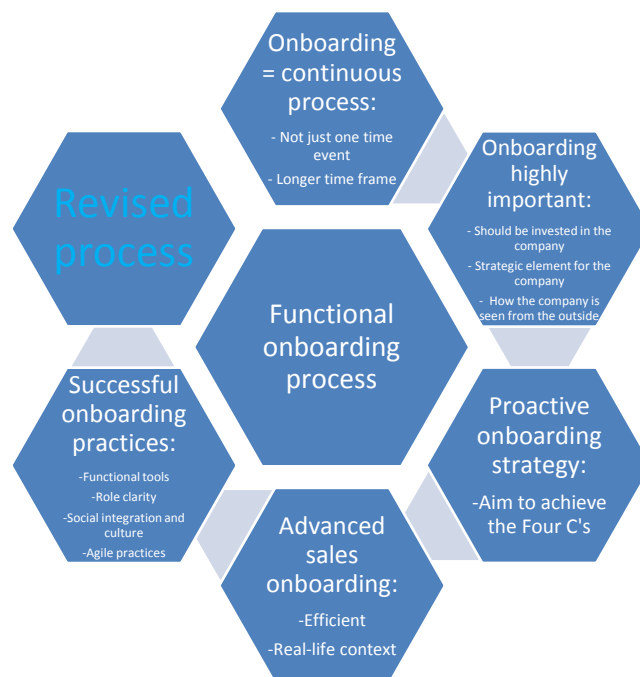 Onboarding
= continuous
process:
- Not just one time
event
- Longer time frame
Onboarding
highly
important:
- Should be invested in the
company
- Strategic element for the
company
- How the company is
seen from the outside
Proactive
onboarding
strategy:
-Aim to achieve
the Four C's
Advanced
sales
onboarding:
-Efficient
-Real-life context
Successful
onboarding
practices:
-Functional tools
-Role clarity
-Social integration and
culture
-Agile practices
Revised
process
Functional
onboarding
process